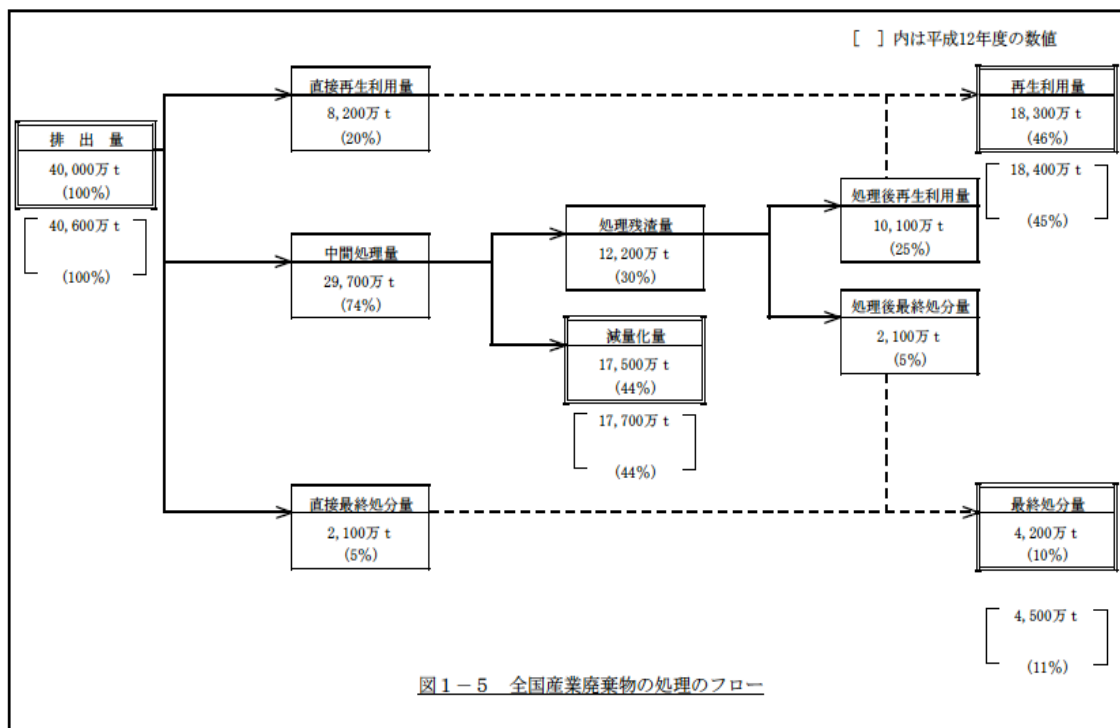 [ ] 内は平成12年度の数値
直接再生利用量
8,200万t
(20%)
再生利用量
18,300万t
(46%)
18,400万t
(45%)
排出量
40,000万t
(100%)
40,600万t
(100%)
中間処理量
29,700万t
(74%)
処理残渣量
12,200万t
(30%)
処理後再生利用量
10,100万t
(25%)
減量化量
17,500万t
(44%)
17,700万t
(44%)
処理後最終処分量
2,100万t
(5%)
直接最終処分量
2,100万t
(5%)
最終処分量
4,200万t
(10%)
4,500万t
(11%)
図1-5 全国産業廃棄物の処理のフロー